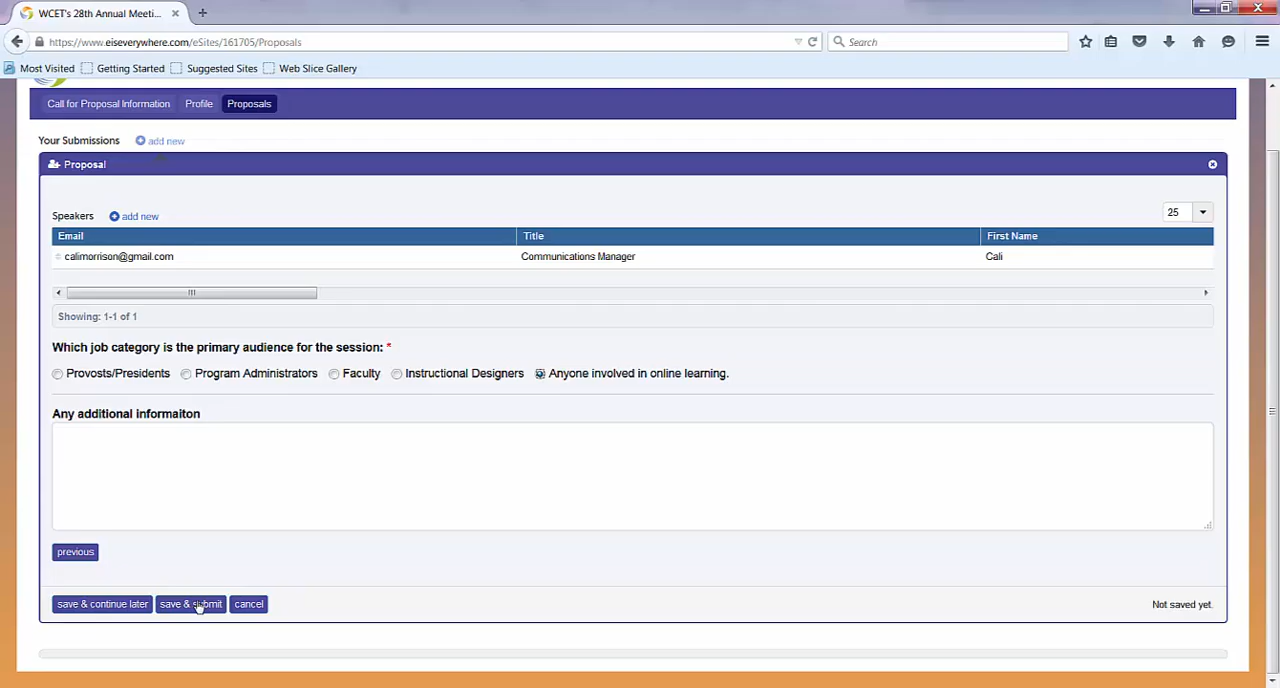 WCET's 28th Annual Meeti...
https://www.eiseverywhere.com/eSites/161705/Proposals
Search
Most Visited Getting Started Suggested Sites Web Slice Gallery
Call for Proposal Information Profile Proposals
Your Submissions add new
Proposal
Speakers add new
25
Email Title First Name
calimorrison@gmail.com Communications Manager Cali
Showing: 1-1 of 1
Which job category is the primary audience for the session: *
Provosts/Presidents Program Administrators Faculty Instructional Designers Anyone involved in online learning.
Any additional informaiton
previous
save & continue later save & submit cancel
Not saved yet.